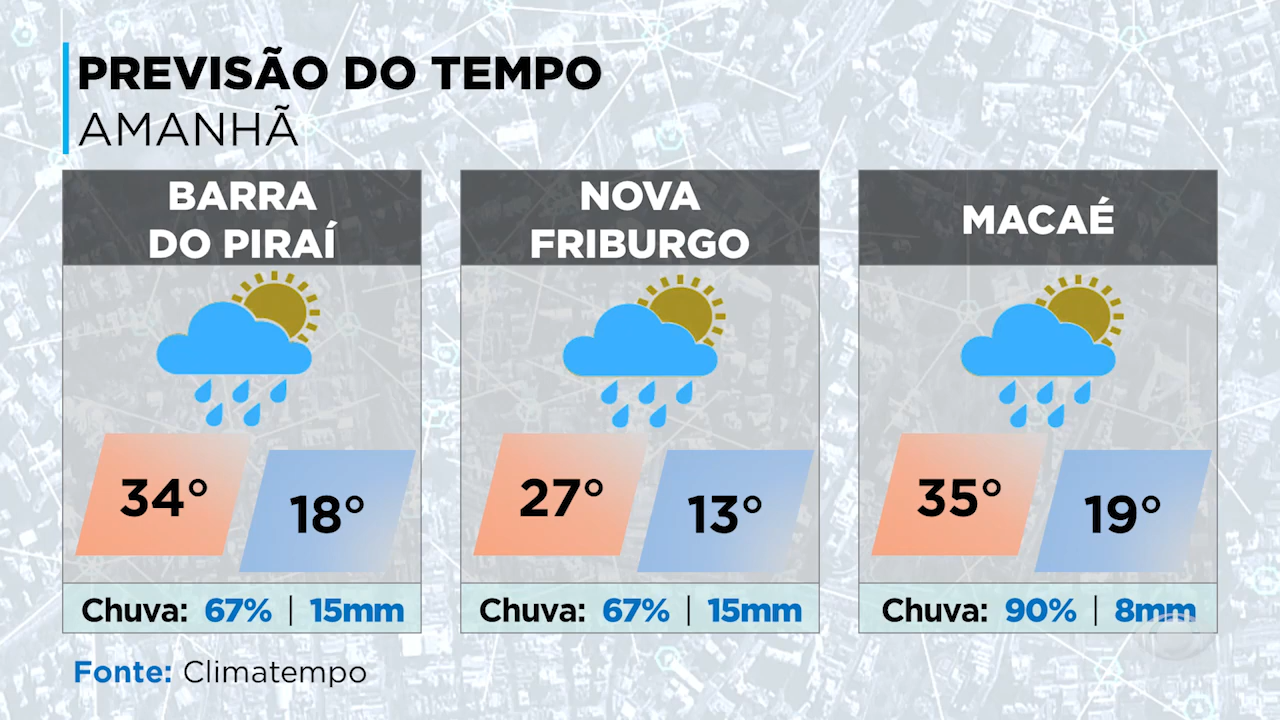 PREVISÃO DO TEMPO
AMANHÃ
BARRA
DO PIRAÍ
34° 18°
Chuva: 67% | 15mm
NOVA
FRIBURGO
27° 13°
Chuva: 67% | 15mm
MACAÉ
35° 19°
Chuva: 90% | 8mm
Fonte: Climatempo